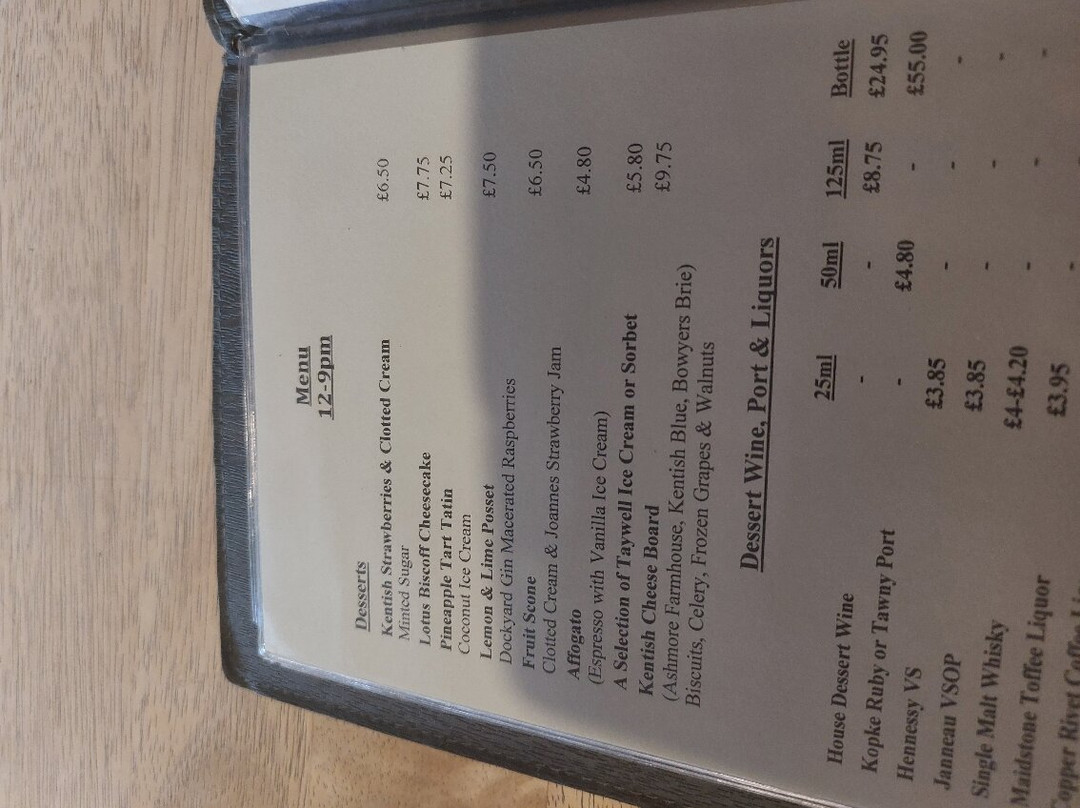 Menu
12-9pm
Desserts
Kentish Strawberries & Clotted Cream £6.50
Minted Sugar
Lotus Biscoff Cheesecake £7.75
Pineapple Tart Tatin £7.25
Coconut Ice Cream
Lemon & Lime Posset £7.50
Dockyard Gin Macerated Raspberries
Fruit Scone £6.50
Clotted Cream & Joannes Strawberry Jam
Affogato £4.80
(Espresso with Vanilla Ice Cream)
A Selection of Taywell Ice Cream or Sorbet £5.80
Kentish Cheese Board £9.75
(Ashmore Farmhouse, Kentish Blue, Bowyers Brie)
Biscuits, Celery, Frozen Grapes & Walnuts
Dessert Wine, Port & Liquors
25ml 50ml 125ml Bottle
House Dessert Wine - - £8.75 £24.95
Kopke Ruby or Tawny Port - £4.80 - £55.00
Hennessy VS £3.85 - - -
Janneau VSOP £3.85 - - -
Single Malt Whisky £4-£4.20 - - -
Maidstone Toffee Liquor £3.95 -
Rivet Coffee